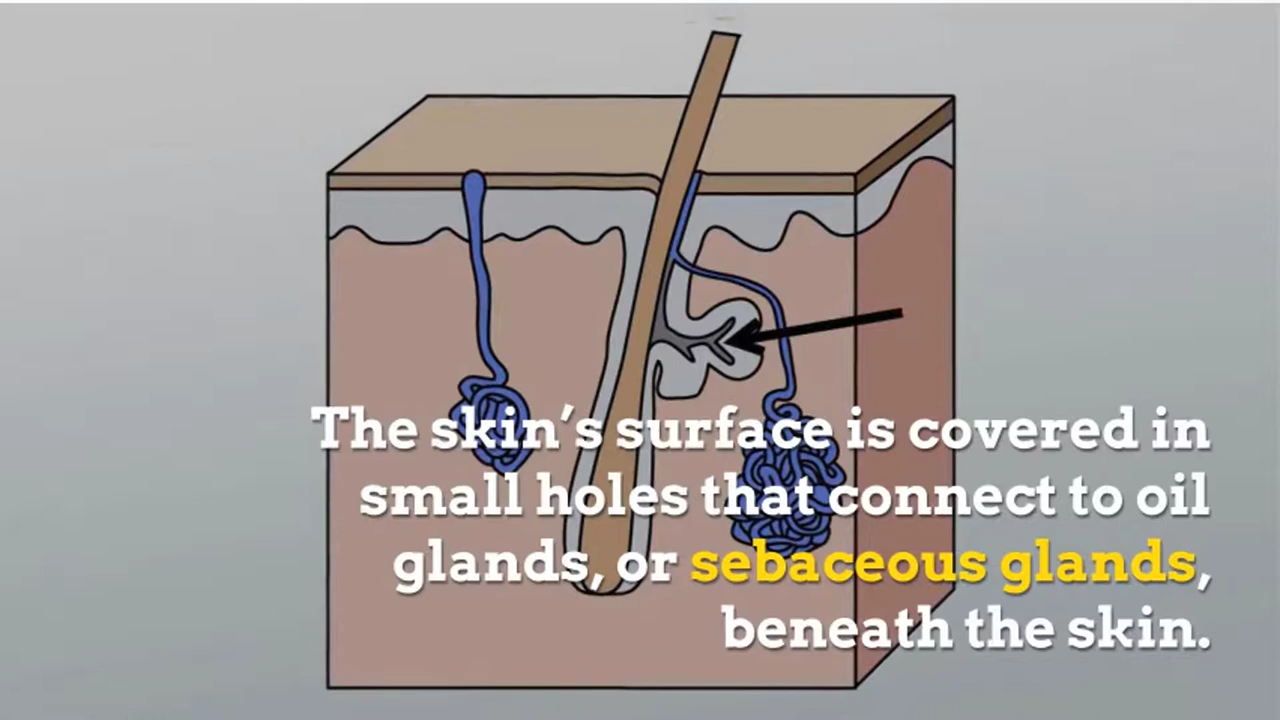 The skin’s surface is covered in
small holes that connect to oil
glands, or sebaceous glands,
beneath the skin.